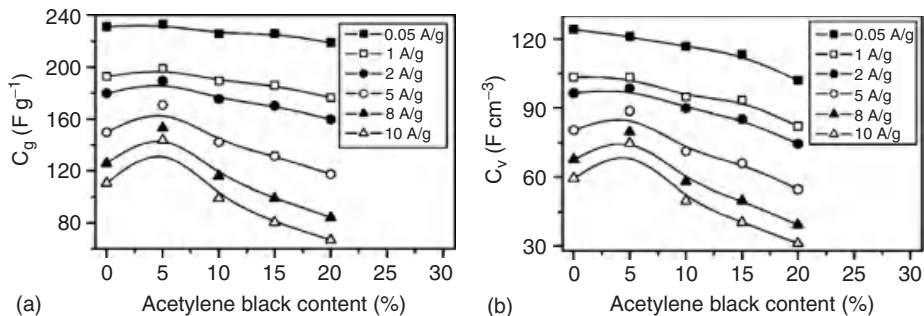 (a)
C_g (F g⁻¹)
240
200
160
120
80
0 5 10 15 20 25 30
Acetylene black content (%)
0.05 A/g
1 A/g
2 A/g
5 A/g
8 A/g
10 A/g
(b)
C_v (F cm⁻³)
120
90
60
30
0 5 10 15 20 25 30
Acetylene black content (%)
0.05 A/g
1 A/g
2 A/g
5 A/g
8 A/g
10 A/g